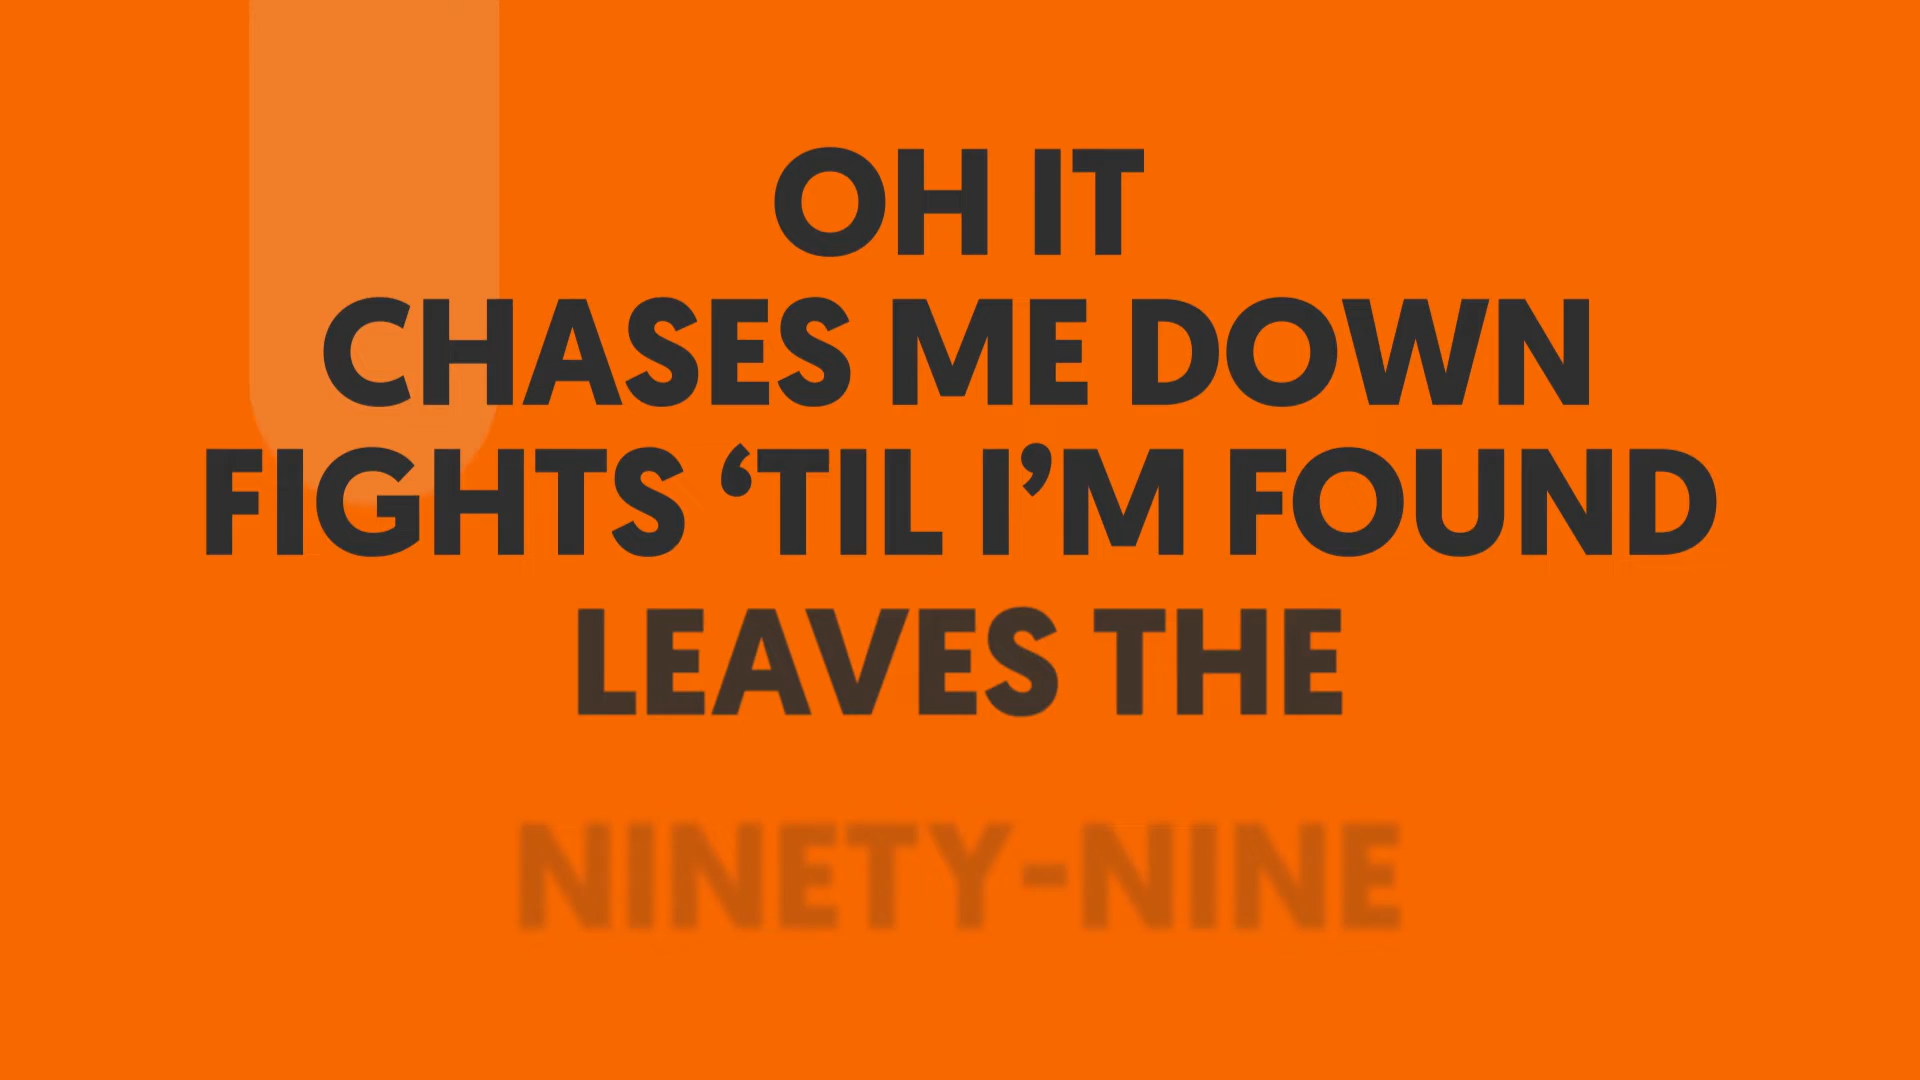 OH IT
CHASES ME DOWN
FIGHTS ‘TIL I’M FOUND
LEAVES THE
NINETY-NINE